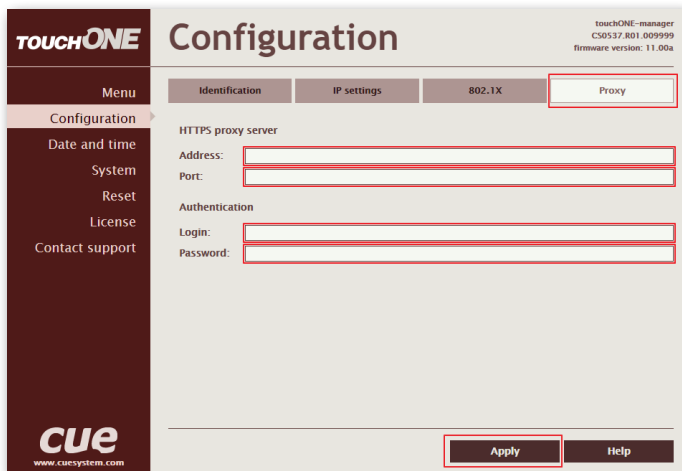 TOUCHONE
Configuration
touchONE-manager
CS0537.R01.009999
firmware version: 11.00a
Menu
Configuration
Date and time
System
Reset
License
Contact support
Identification
IP settings
802.1X
Proxy
HTTPS proxy server
Address:
Port:
Authentication
Login:
Password:
cue
www.cuesystem.com
Apply
Help